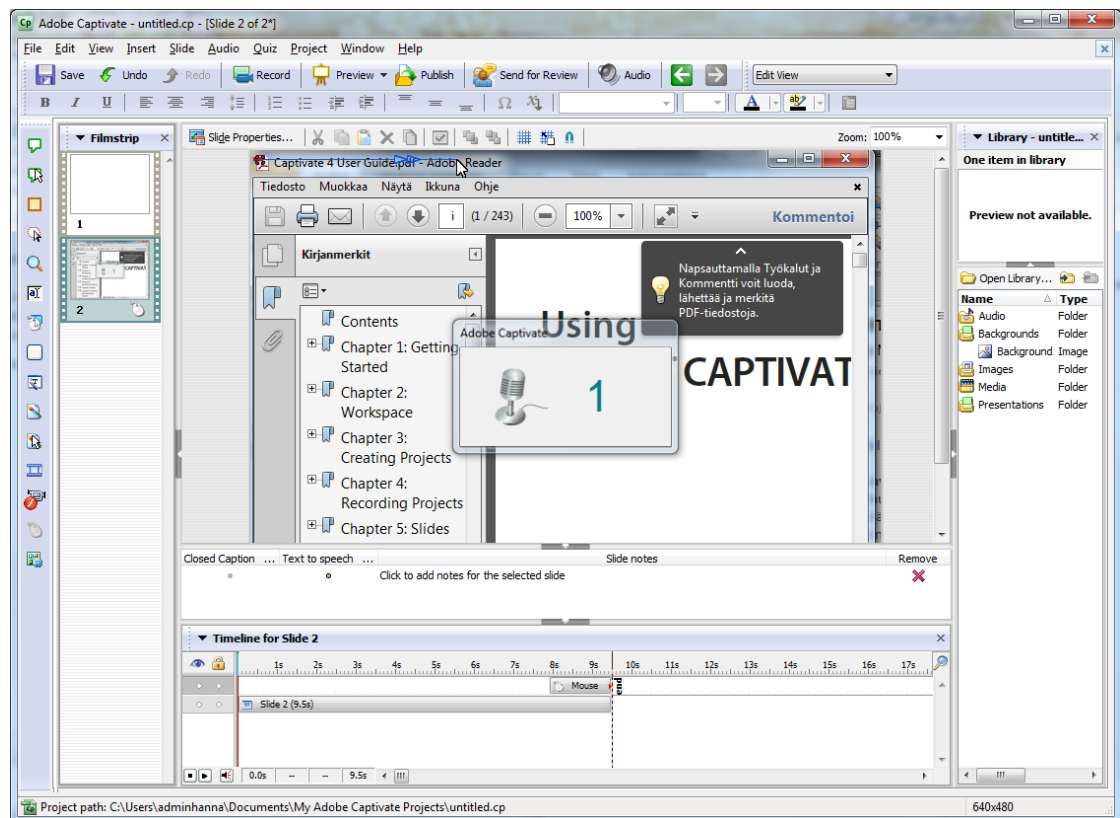 Adobe Captivate - untitled.cp - [Slide 2 of 2*]
File Edit View Insert Slide Audio Quiz Project Window Help
Save Undo Redo Record Preview Publish Send for Review Audio Edit View
B I U A ab
Filmstrip
1
2
Slide Properties... Zoom: 100%
Captivate 4 User Guide.pdf - Adobe Reader
Tiedosto Muokkaa Näytä Ikkuna Ohje
i (1 / 243) 100% Kommentoi
Kirjanmerkit
Contents
Chapter 1: Getting
Started
Chapter 2:
Workspace
Chapter 3:
Creating Projects
Chapter 4:
Recording Projects
Chapter 5: Slides
Napsauttamalla Työkalut ja
Kommentti voit luoda,
lähettää ja merkitä
PDF-tiedostoja.
Using
CAPTIVAT
Adobe Captivate
1
Closed Caption ... Text to speech ... Slide notes Remove
Click to add notes for the selected slide
Timeline for Slide 2
1s 2s 3s 4s 5s 6s 7s 8s 9s 10s 11s 12s 13s 14s 15s 16s 17s
Mouse end
Slide 2 (9.5s)
0.0s -- -- 9.5s
Library - untitle...
One item in library
Preview not available.
Open Library...
Name Type
Audio Folder
Backgrounds Folder
Background Image
Images Folder
Media Folder
Presentations Folder
Project path: C:\Users\adminhanna\Documents\My Adobe Captivate Projects\untitled.cp 640x480